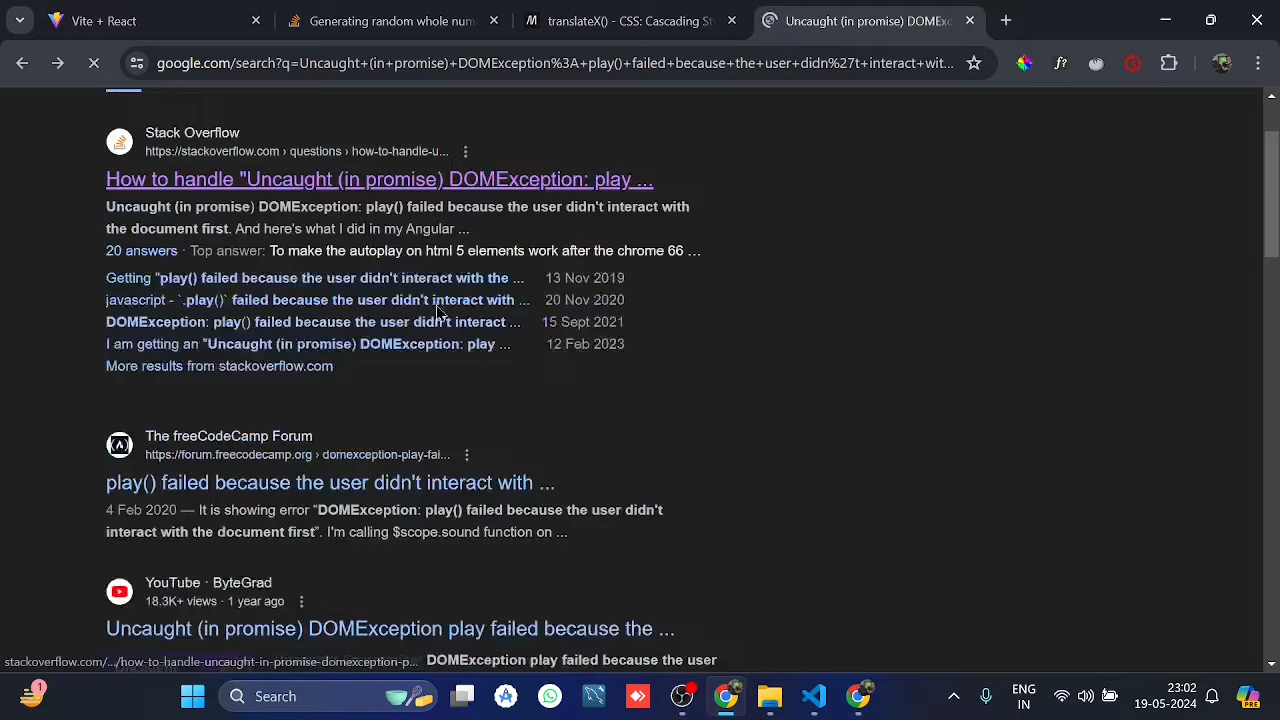 Vite + React
Generating random whole num
translateX() - CSS: Cascading St
Uncaught (in promise) DOMExc
google.com/search?q=Uncaught+(in+promise)+DOMException%3A+play()+failed+because+the+user+didn%27t+interact+wit...
Stack Overflow
https://stackoverflow.com › questions › how-to-handle-u...
How to handle "Uncaught (in promise) DOMException: play ...
Uncaught (in promise) DOMException: play() failed because the user didn't interact with
the document first. And here's what I did in my Angular ...
20 answers · Top answer: To make the autoplay on html 5 elements work after the chrome 66 ...
Getting "play() failed because the user didn't interact with the ... 13 Nov 2019
javascript - `.play()` failed because the user didn't interact with ... 20 Nov 2020
DOMException: play() failed because the user didn't interact ... 15 Sept 2021
I am getting an "Uncaught (in promise) DOMException: play ... 12 Feb 2023
More results from stackoverflow.com
The freeCodeCamp Forum
https://forum.freecodecamp.org › domexception-play-fai...
play() failed because the user didn't interact with ...
4 Feb 2020 — It is showing error "DOMException: play() failed because the user didn't
interact with the document first". I'm calling $scope.sound function on ...
YouTube · ByteGrad
18.3K+ views · 1 year ago
Uncaught (in promise) DOMException play failed because the ...
DOMException play failed because the user
stackoverflow.com/.../how-to-handle-uncaught-in-promise-domexception-p...
1
Search
ENG
IN
23:02
19-05-2024
PRE